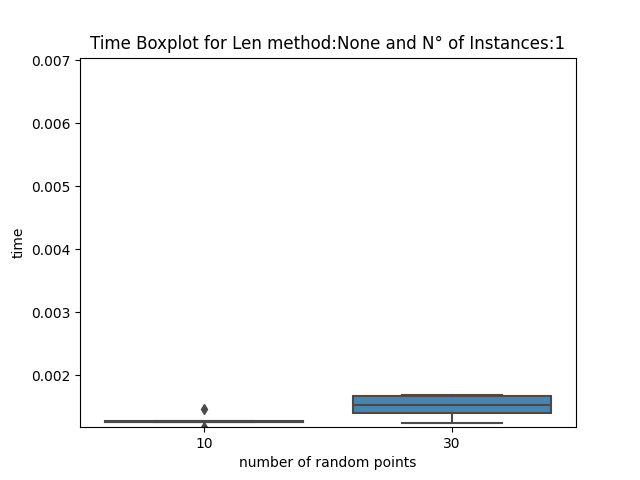 Time Boxplot for Len method:None and N° of Instances:1
0.007
0.006
0.005
0.004
0.003
0.002
time
10
30
number of random points